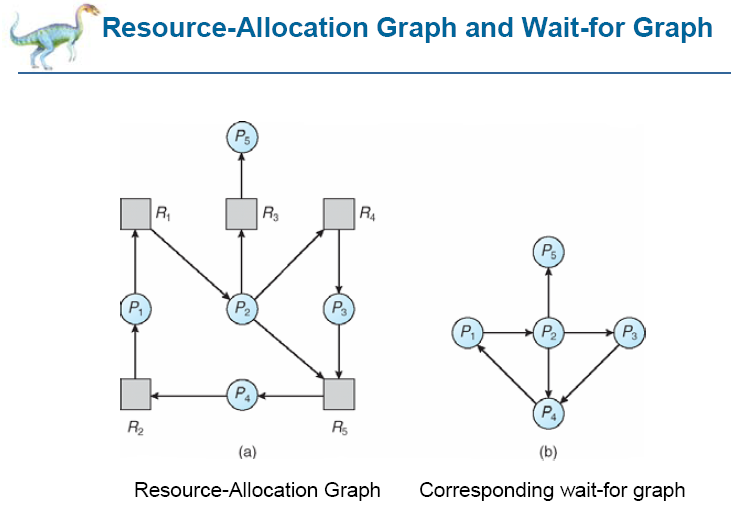 Resource-Allocation Graph and Wait-for Graph
P5
R1
R3
R4
P1
P2
P3
P4
R2
R5
(a)
P5
P1
P2
P3
P4
(b)
Resource-Allocation Graph
Corresponding wait-for graph